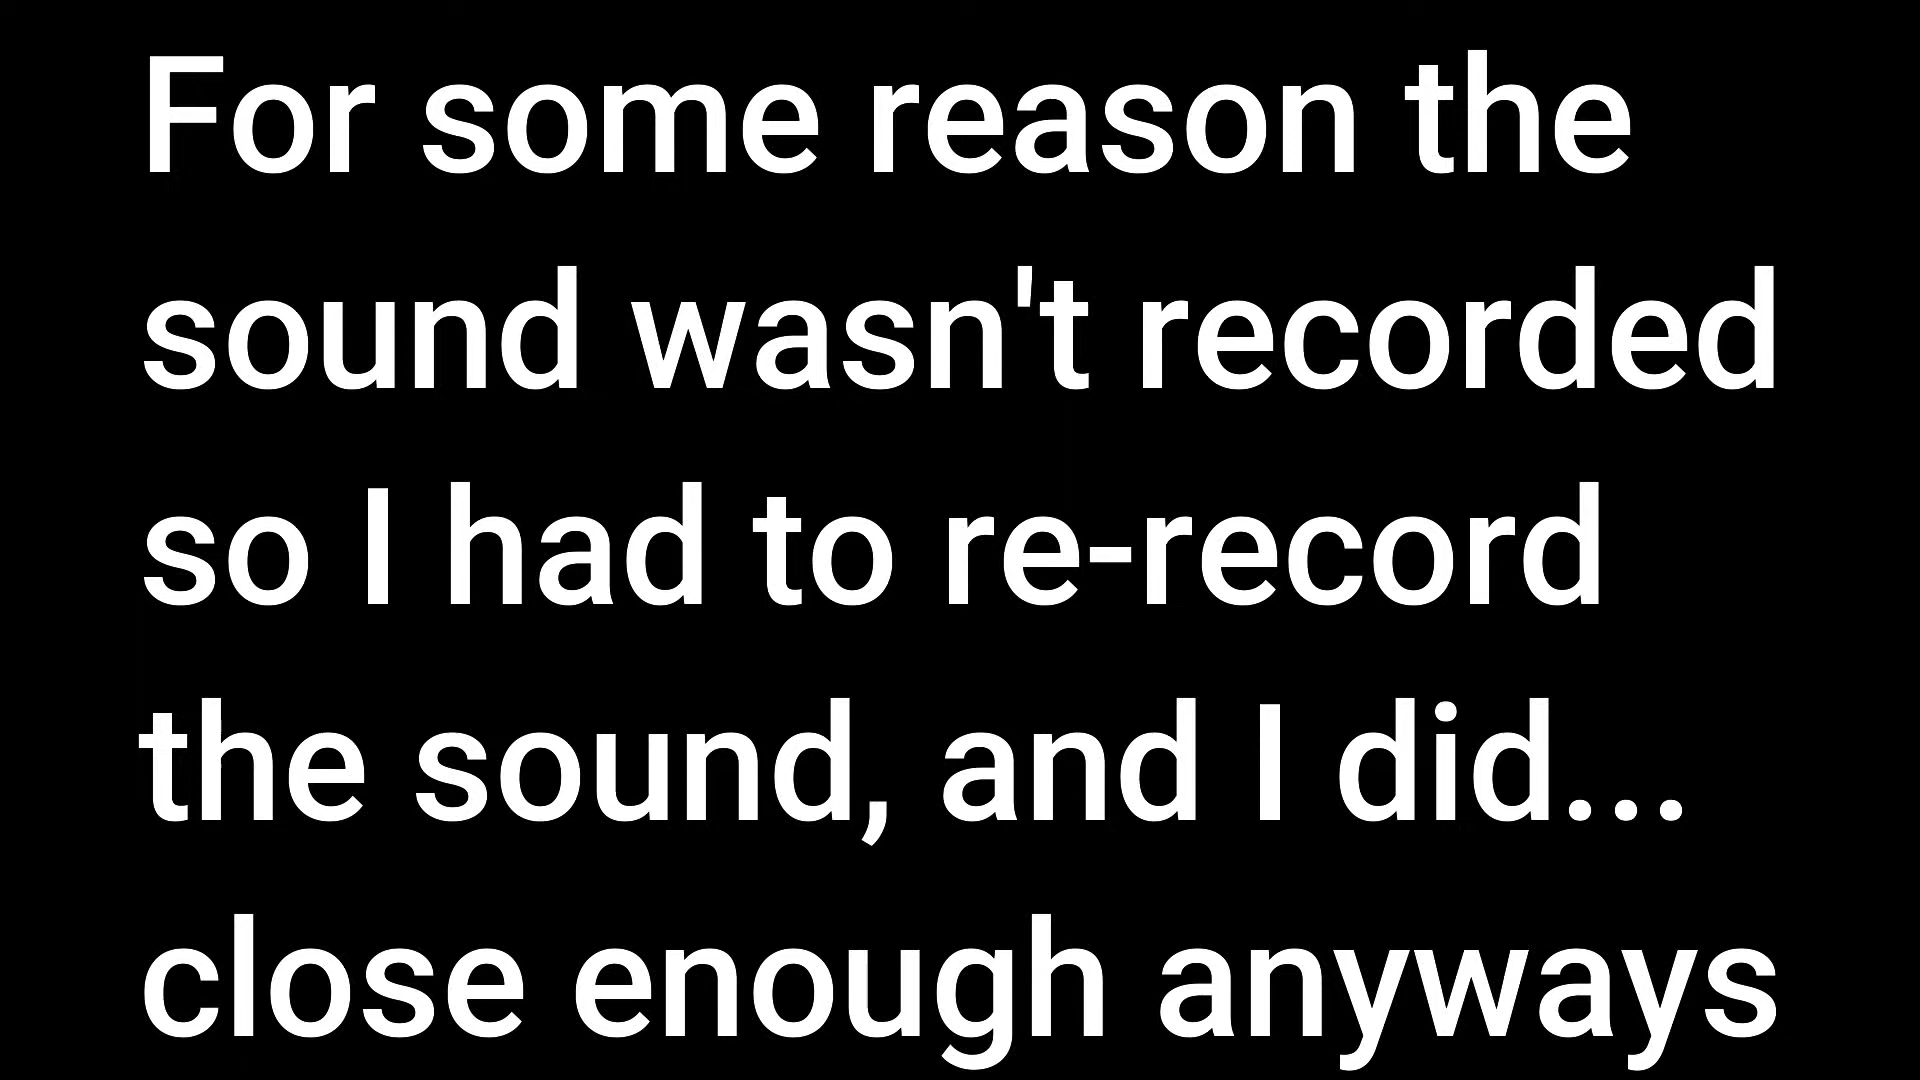 For some reason the
sound wasn't recorded
so I had to re-record
the sound, and I did...
close enough anyways